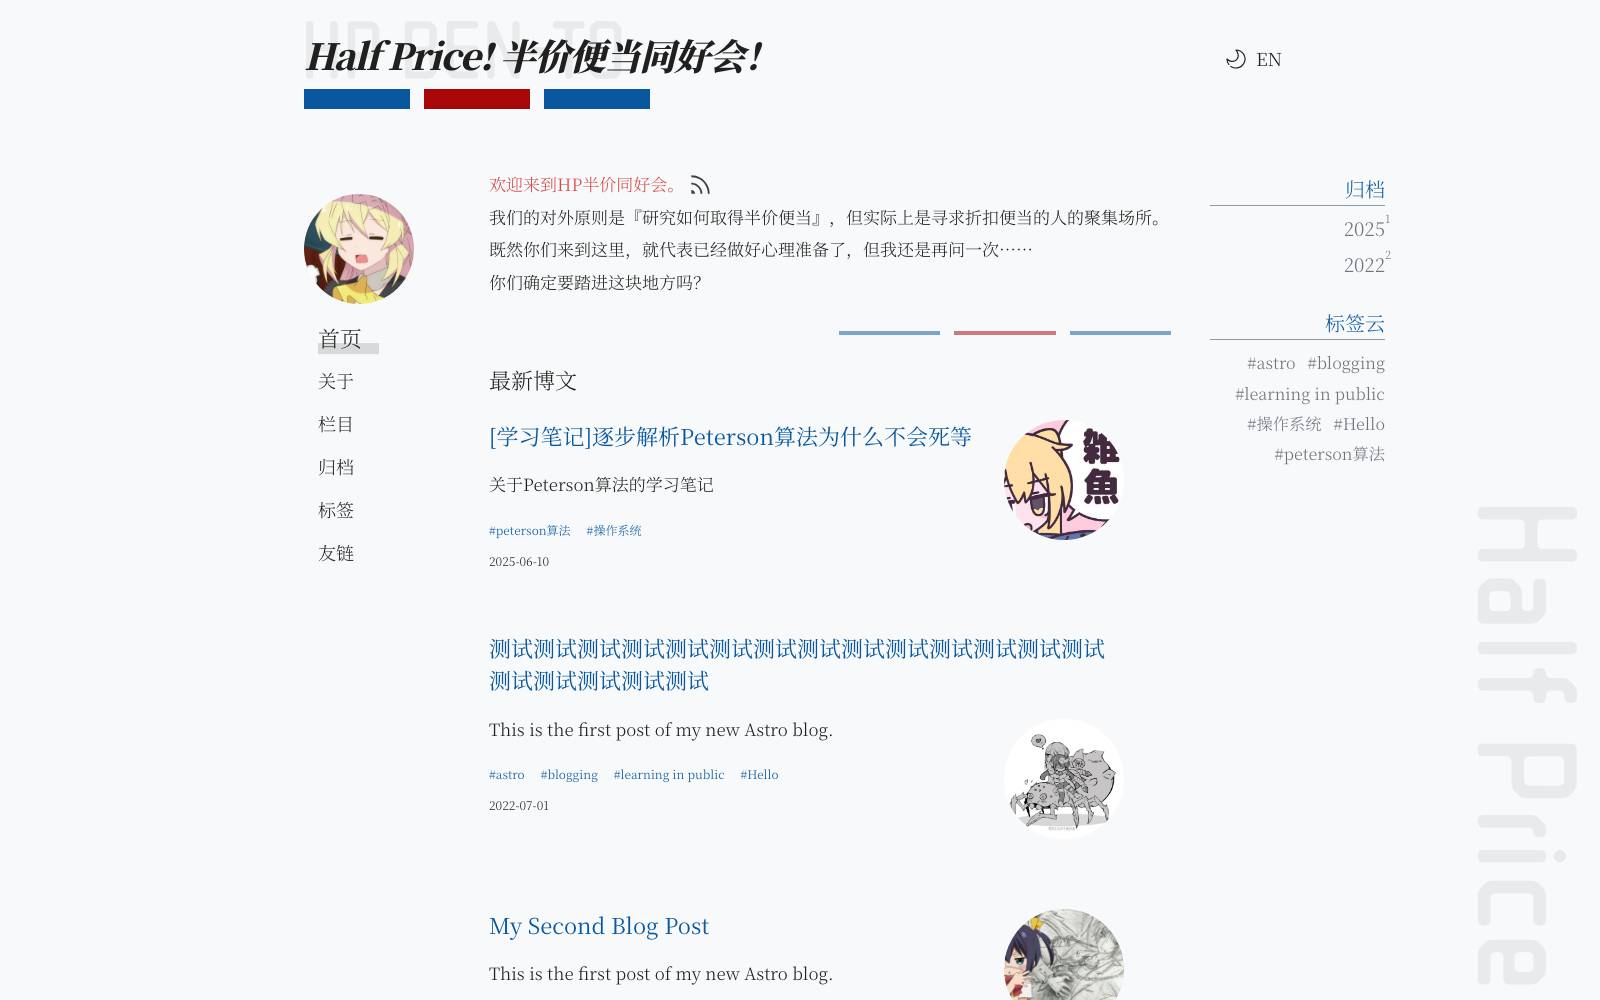 HP BEN TO
Half Price! 半价便当同好会!
EN
首页
关于
栏目
归档
标签
友链
欢迎来到HP半价同好会。
我们的对外原则是『研究如何取得半价便当』，但实际上是寻求折扣便当的人的聚集场所。
既然你们来到这里，就代表已经做好心理准备了，但我还是再问一次……
你们确定要踏进这块地方吗？
最新博文
[学习笔记]逐步解析Peterson算法为什么不会死等
关于Peterson算法的学习笔记
#peterson算法 #操作系统
2025-06-10
雑魚
测试测试测试测试测试测试测试测试测试测试测试测试测试测试
测试测试测试测试测试
This is the first post of my new Astro blog.
#astro #blogging #learning in public #Hello
2022-07-01
My Second Blog Post
This is the first post of my new Astro blog.
归档
2025 1
2022 2
标签云
#astro #blogging
#learning in public
#操作系统 #Hello
#peterson算法
Half Price